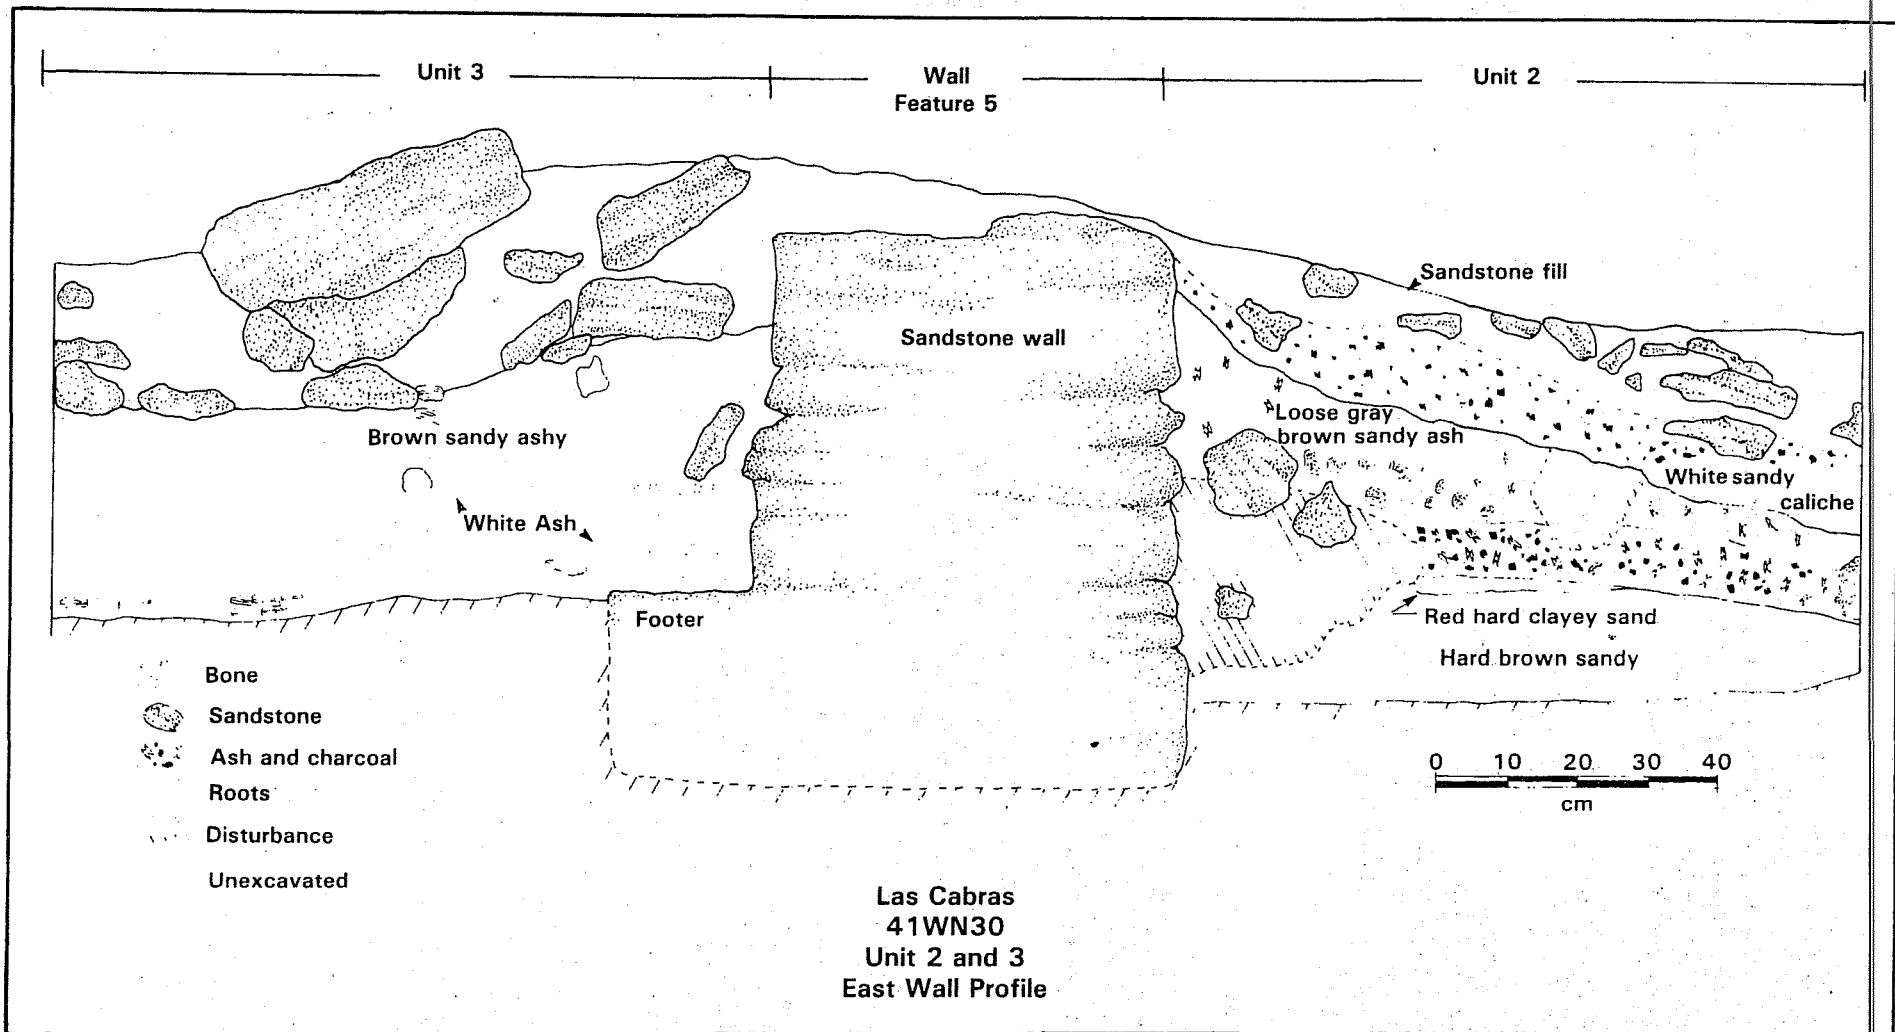 Unit 3
Wall
Feature 5
Unit 2
Sandstone fill
Sandstone wall
Loose gray
brown sandy ash
Brown sandy ashy
White sandy
caliche
White Ash
Footer
Red hard clayey sand
Hard brown sandy
Bone
Sandstone
Ash and charcoal
Roots
Disturbance
Unexcavated
0 10 20 30 40
cm
Las Cabras
41WN30
Unit 2 and 3
East Wall Profile